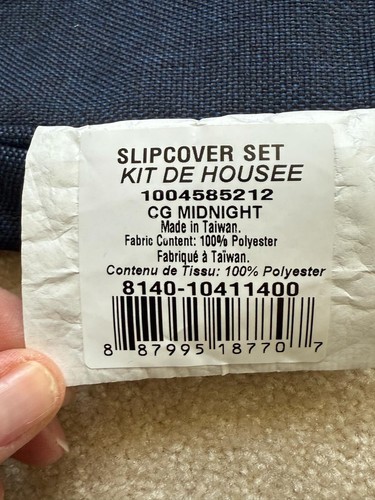 SLIPCOVER SET
KIT DE HOUSEE
1004585212
CG MIDNIGHT
Made in Taiwan.
Fabric Content: 100% Polyester
Fabriqué à Taïwan.
Contenu de Tissu: 100% Polyester
8140-10411400
8 87995 18770 7